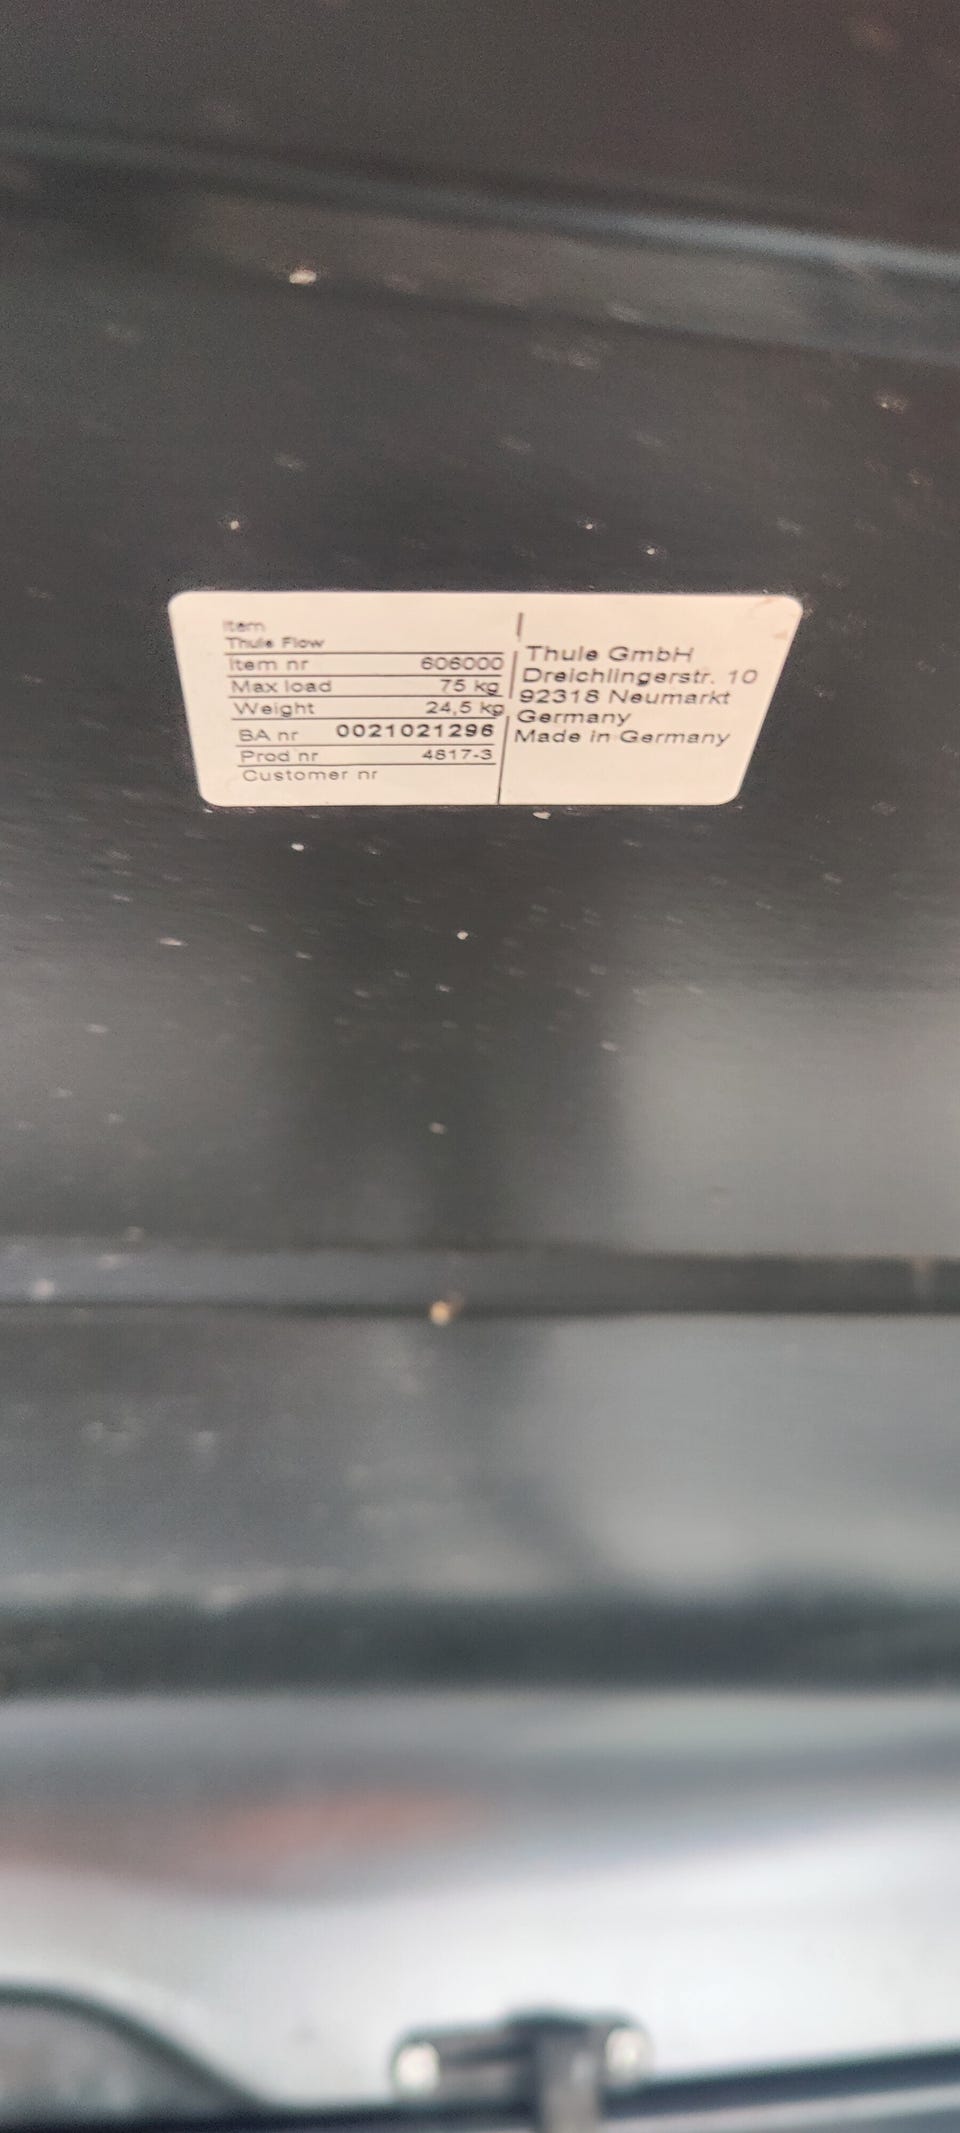 Item
Thule Flow
Item nr 606000
Max load 75 kg
Weight 24,5 kg
BA nr 0021021296
Prod nr 4817-3
Customer nr
Thule GmbH
Dreichlingerstr. 10
92318 Neumarkt
Germany
Made in Germany